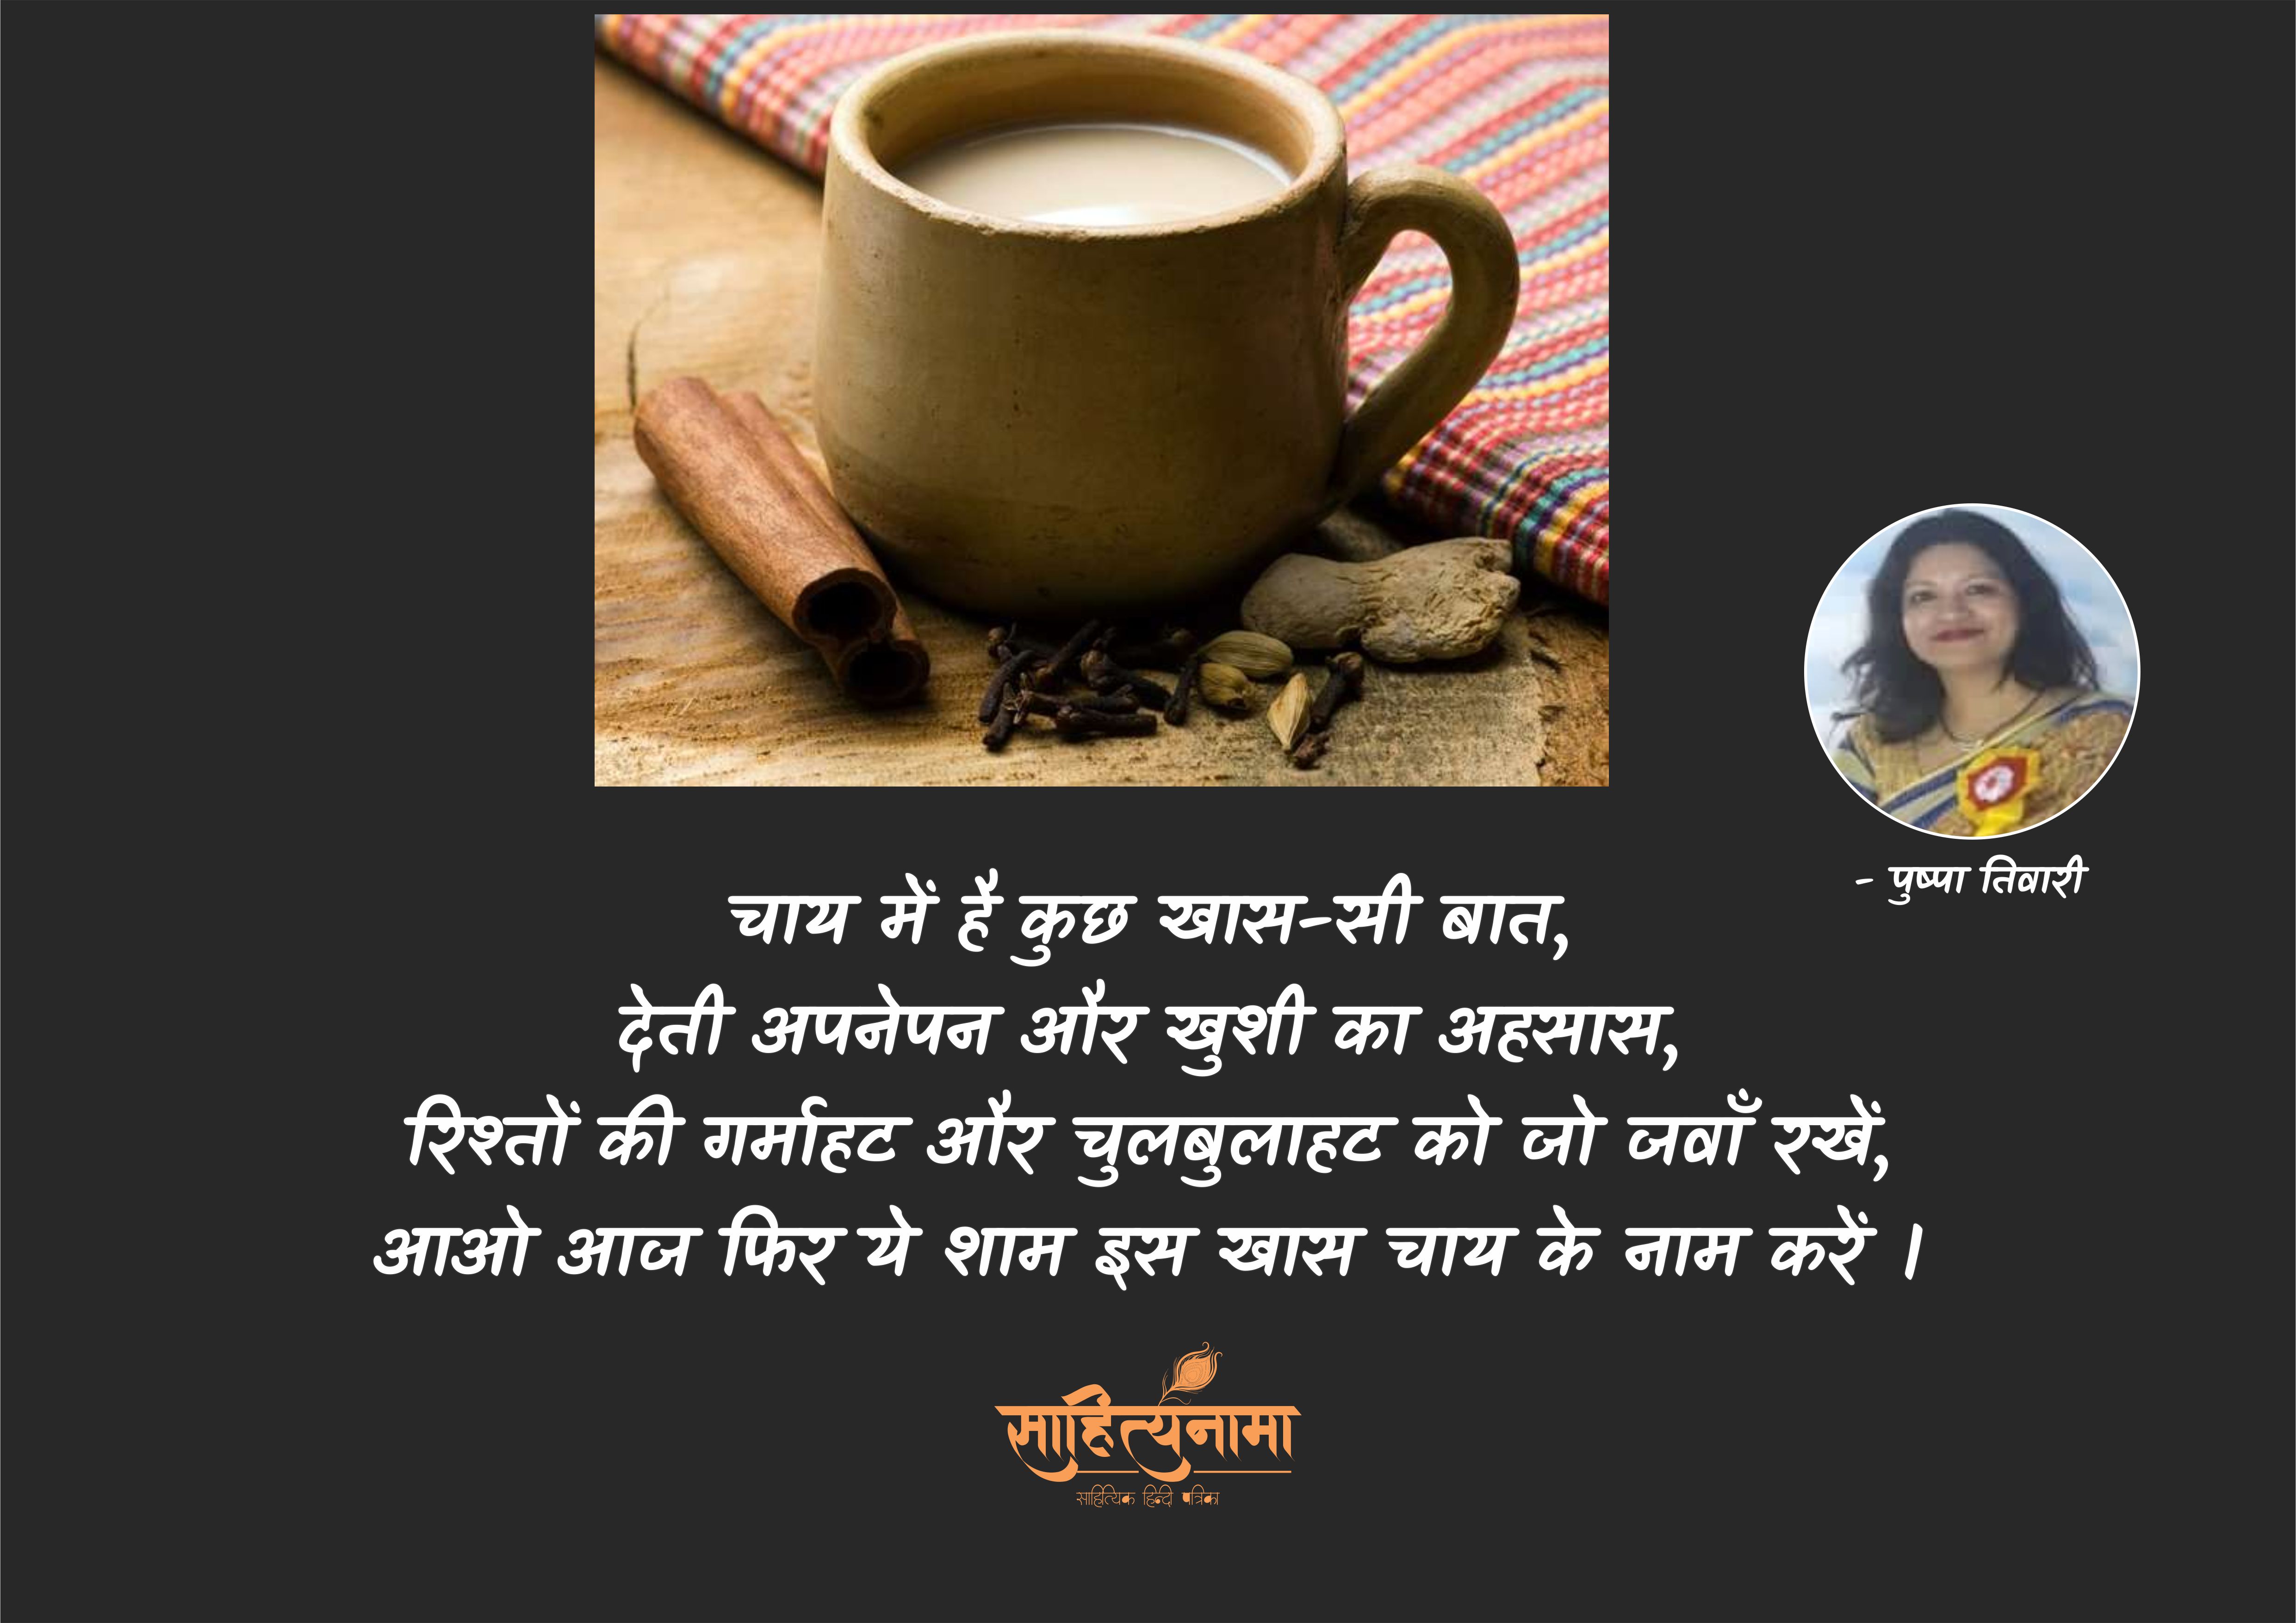 - पुष्पा तिवारी
चाय में है कुछ खास-सी बात,
देती अपनेपन और खुशी का अहसास,
रिश्तों की गर्माहट और चुलबुलाहट को जो जवाँ रखें,
आओ आज फिर ये शाम इस खास चाय के नाम करें ।
साहित्यनामा
साहित्यिक हिन्दी पत्रिका